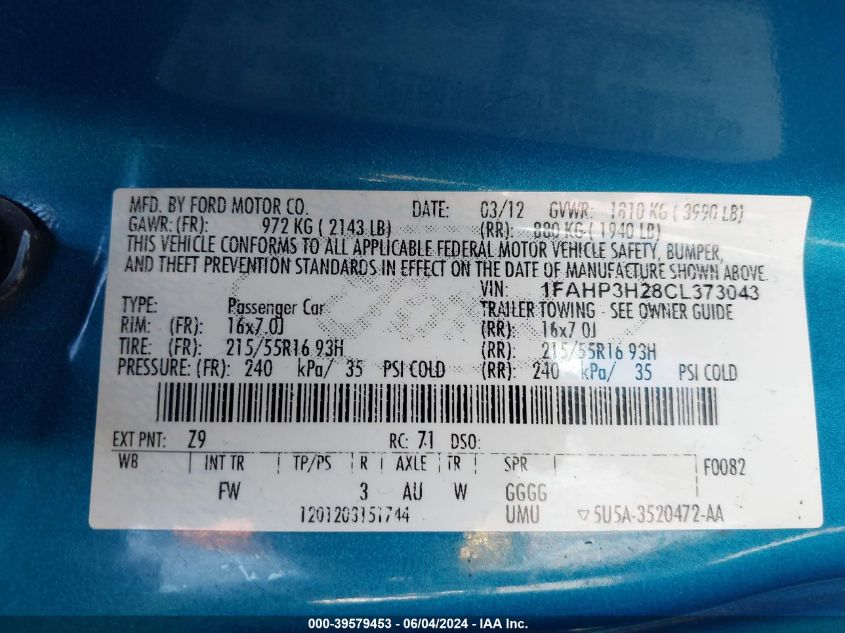 MFD. BY FORD MOTOR CO. DATE: 03/12 GVWR: 1810 KG ( 3990 LB)
GAWR: (FR): 972 KG ( 2143 LB) (RR): 880 KG ( 1940 LB)
THIS VEHICLE CONFORMS TO ALL APPLICABLE FEDERAL MOTOR VEHICLE SAFETY, BUMPER,
AND THEFT PREVENTION STANDARDS IN EFFECT ON THE DATE OF MANUFACTURE SHOWN ABOVE.
VIN: 1FAHP3H28CL373043
TYPE: Passenger Car TRAILER TOWING - SEE OWNER GUIDE
RIM: (FR): 16x7.0J (RR): 16x7.0J
TIRE: (FR): 215/55R16 93H (RR): 215/55R16 93H
PRESSURE: (FR): 240 kPa/ 35 PSI COLD (RR): 240 kPa/ 35 PSI COLD
EXT PNT: Z9 RC: 71 DSO:
WB INT TR TP/PS R AXLE TR SPR F0082
FW 3 AU W GGGG
1201203151744 UMU ▽5U5A-3520472-AA
000-39579453 - 06/04/2024 - IAA Inc.